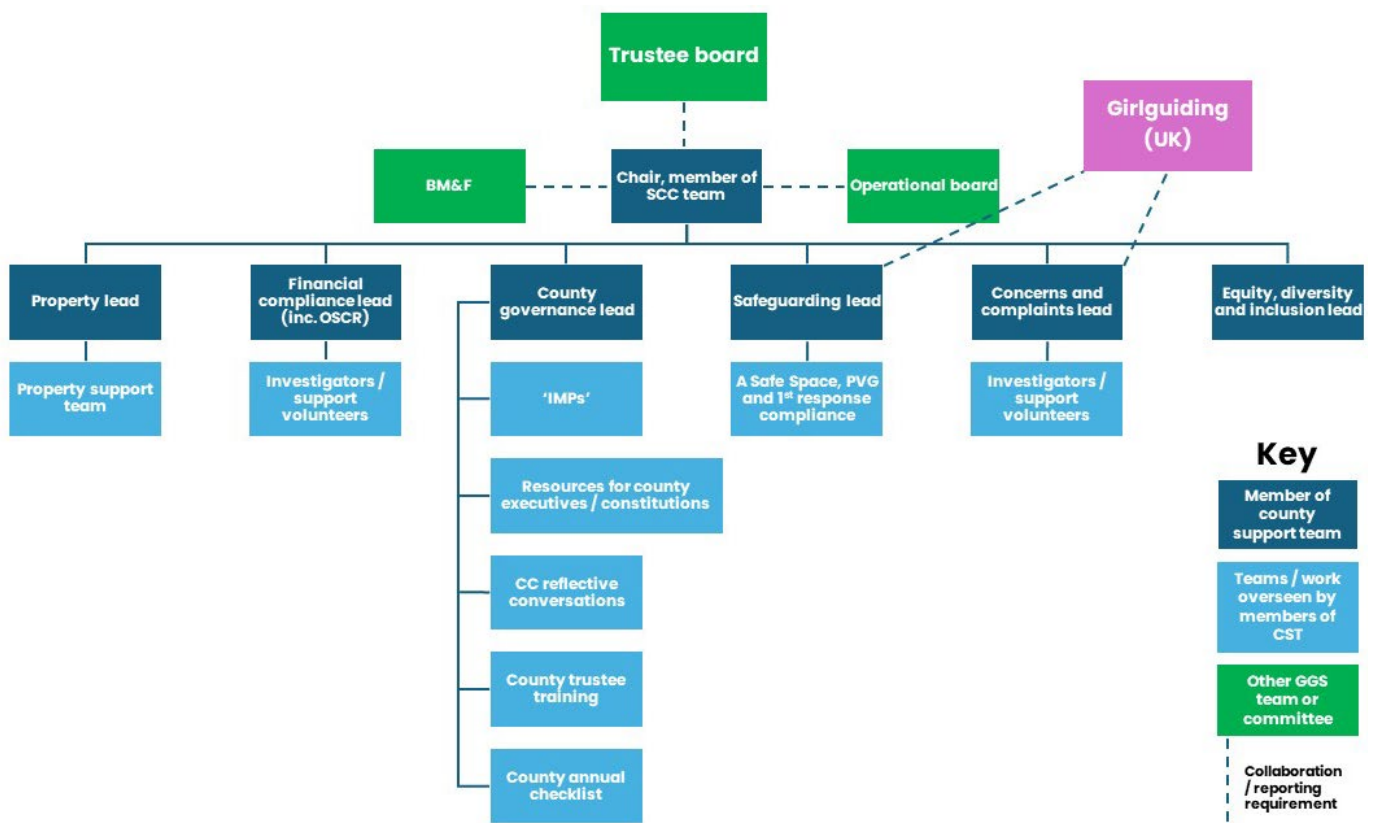 Trustee board
Girlguiding
(UK)
BM&F
Chair, member of
SCC team
Operational board
Property lead
Financial
compliance lead
(inc. OSCR)
County
governance lead
Safeguarding lead
Concerns and
complaints lead
Equity, diversity
and inclusion lead
Property support
team
Investigators /
support
volunteers
‘IMPs’
A Safe Space, PVG
and 1st response
compliance
Investigators /
support
volunteers
Resources for county
executives / constitutions
CC reflective
conversations
County trustee
training
County annual
checklist
Key
Member of
county
support team
Teams / work
overseen by
members of
CST
Other GGS
team or
committee
Collaboration
/ reporting
requirement